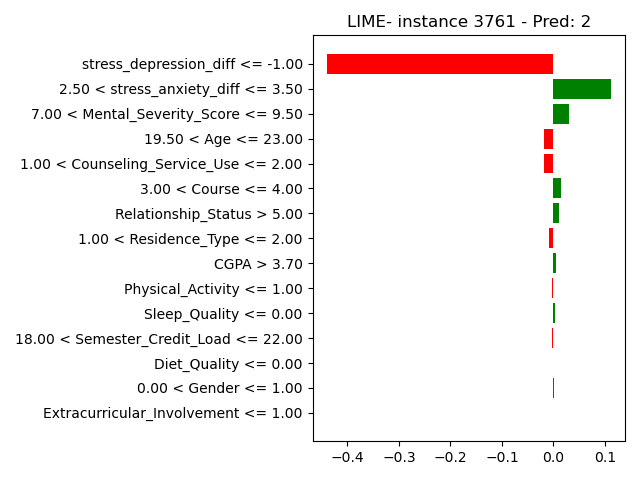 LIME- instance 3761 - Pred: 2
stress_depression_diff <= -1.00
2.50 < stress_anxiety_diff <= 3.50
7.00 < Mental_Severity_Score <= 9.50
19.50 < Age <= 23.00
1.00 < Counseling_Service_Use <= 2.00
3.00 < Course <= 4.00
Relationship_Status > 5.00
1.00 < Residence_Type <= 2.00
CGPA > 3.70
Physical_Activity <= 1.00
Sleep_Quality <= 0.00
18.00 < Semester_Credit_Load <= 22.00
Diet_Quality <= 0.00
0.00 < Gender <= 1.00
Extracurricular_Involvement <= 1.00
−0.4 −0.3 −0.2 −0.1 0.0 0.1